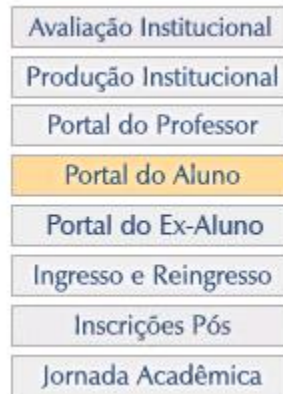 Avaliação Institucional
Produção Institucional
Portal do Professor
Portal do Aluno
Portal do Ex-Aluno
Ingresso e Reingresso
Inscrições Pós
Jornada Acadêmica